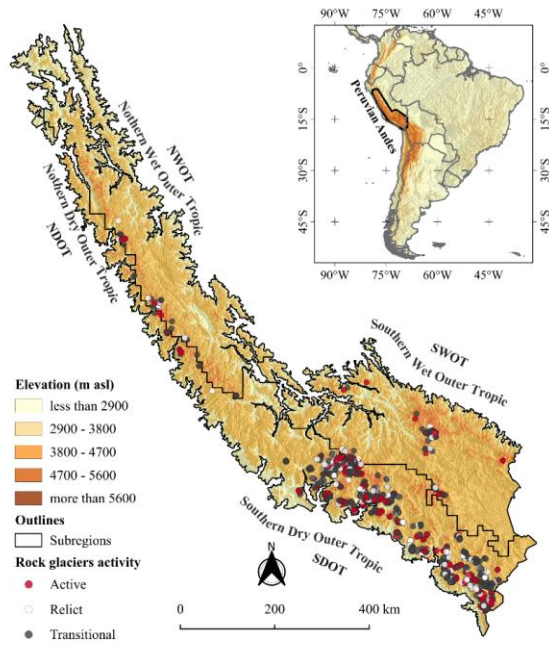 90°W 75°W 60°W 45°W
0°
15°S
30°S
45°S
0°
15°S
30°S
45°S
90°W 75°W 60°W 45°W
Peruvian Andes
NWOT
Nothern Wet Outer Tropic
Nothern Dry Outer Tropic
NDOT
SWOT
Southern Wet Outer Tropic
Southern Dry Outer Tropic
SDOT
Elevation (m asl)
less than 2900
2900 - 3800
3800 - 4700
4700 - 5600
more than 5600
Outlines
Subregions
Rock glaciers activity
Active
Relict
Transitional
N
0 200 400 km